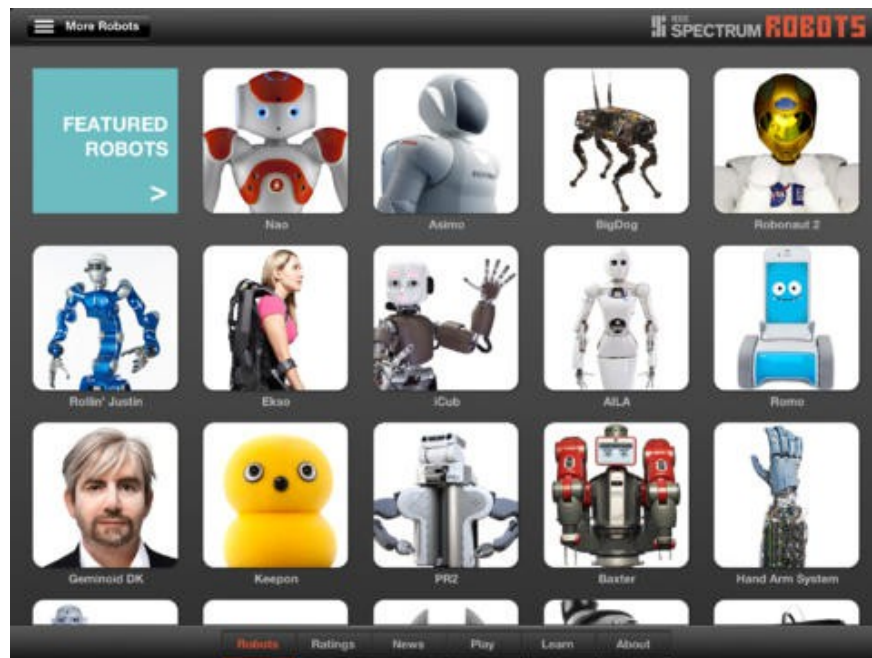 More Robots
IEEE
SPECTRUM ROBOTS
FEATURED
ROBOTS
>
Nao
Asimo
BigDog
Robonaut 2
Rollin' Justin
Ekso
iCub
AILA
Romo
Geminoid DK
Keepon
PR2
Baxter
Hand Arm System
Robots Ratings News Play Learn About